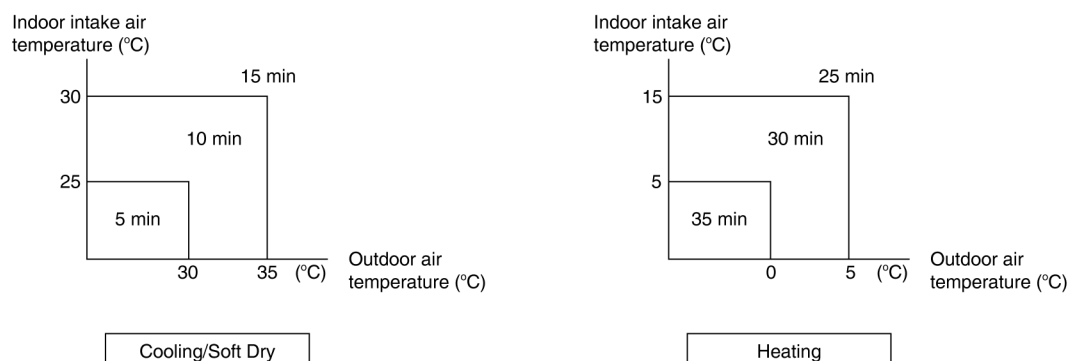 Indoor intake air
temperature (°C)
15 min
30
10 min
25
5 min
30
35
(°C)
Outdoor air
temperature (°C)
Cooling/Soft Dry
Indoor intake air
temperature (°C)
25 min
15
30 min
5
35 min
0
5
(°C)
Outdoor air
temperature (°C)
Heating